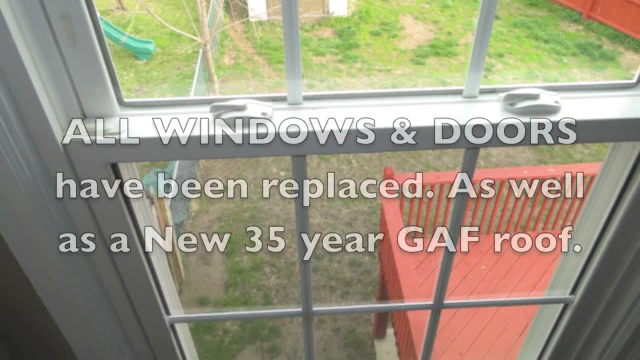 ALL WINDOWS & DOORS
have been replaced. As well
as a New 35 year GAF roof.